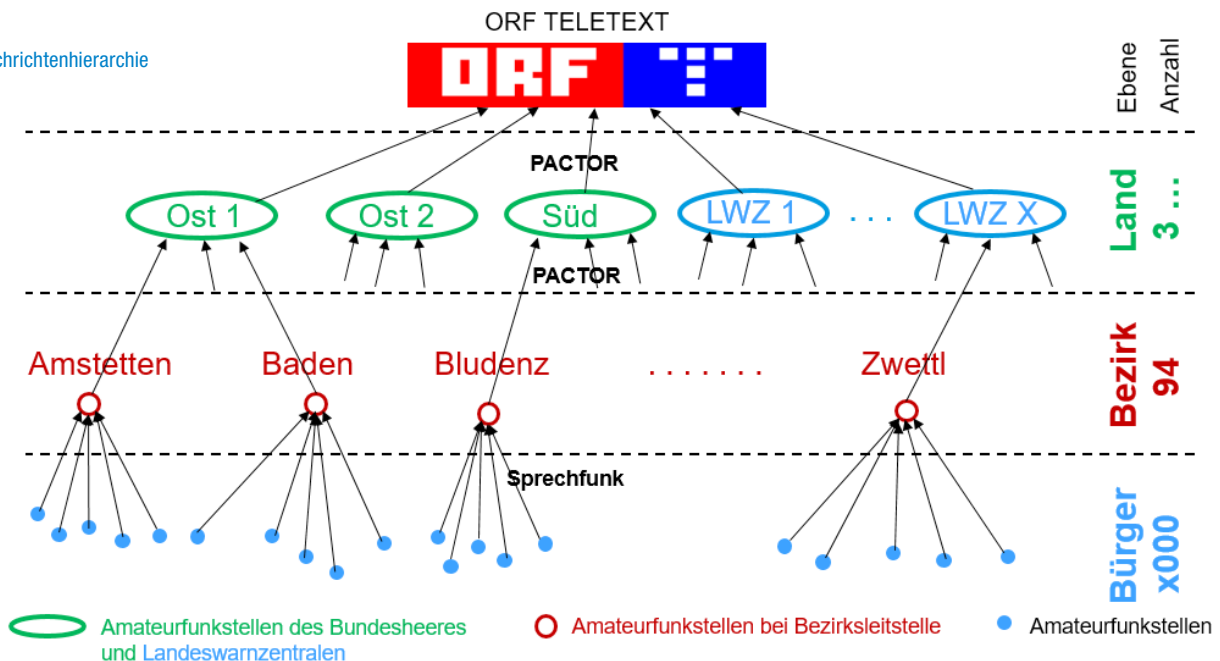 ORF TELETEXT
chrichtenhierarchie
ORF T
Ebene
Anzahl
PACTOR
Ost 1 Ost 2 Süd LWZ 1 . . . LWZ X
Land
3 ...
PACTOR
Amstetten Baden Bludenz . . . . . . . Zwettl
Bezirk
94
Sprechfunk
Bürger
x000
Amateurfunkstellen des Bundesheeres
und Landeswarnzentralen
Amateurfunkstellen bei Bezirksleitstelle
Amateurfunkstellen